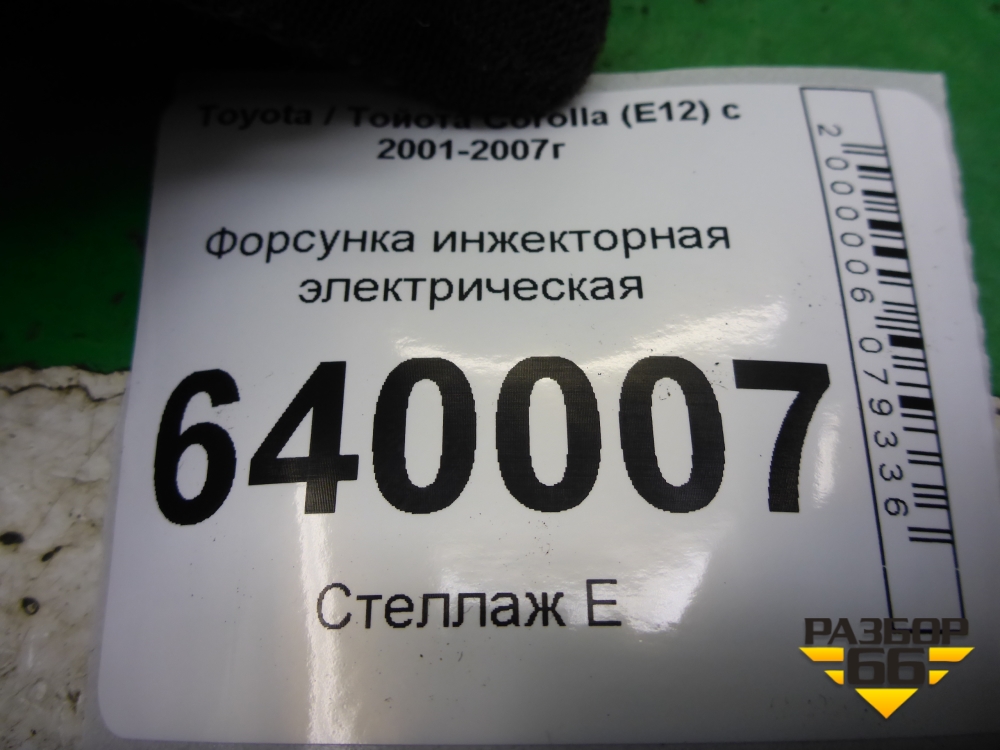 Toyota / Тойота Corolla (E12) с
2001-2007г
Форсунка инжекторная
электрическая
640007
Стеллаж Е
2000006079336
РАЗБОР
66